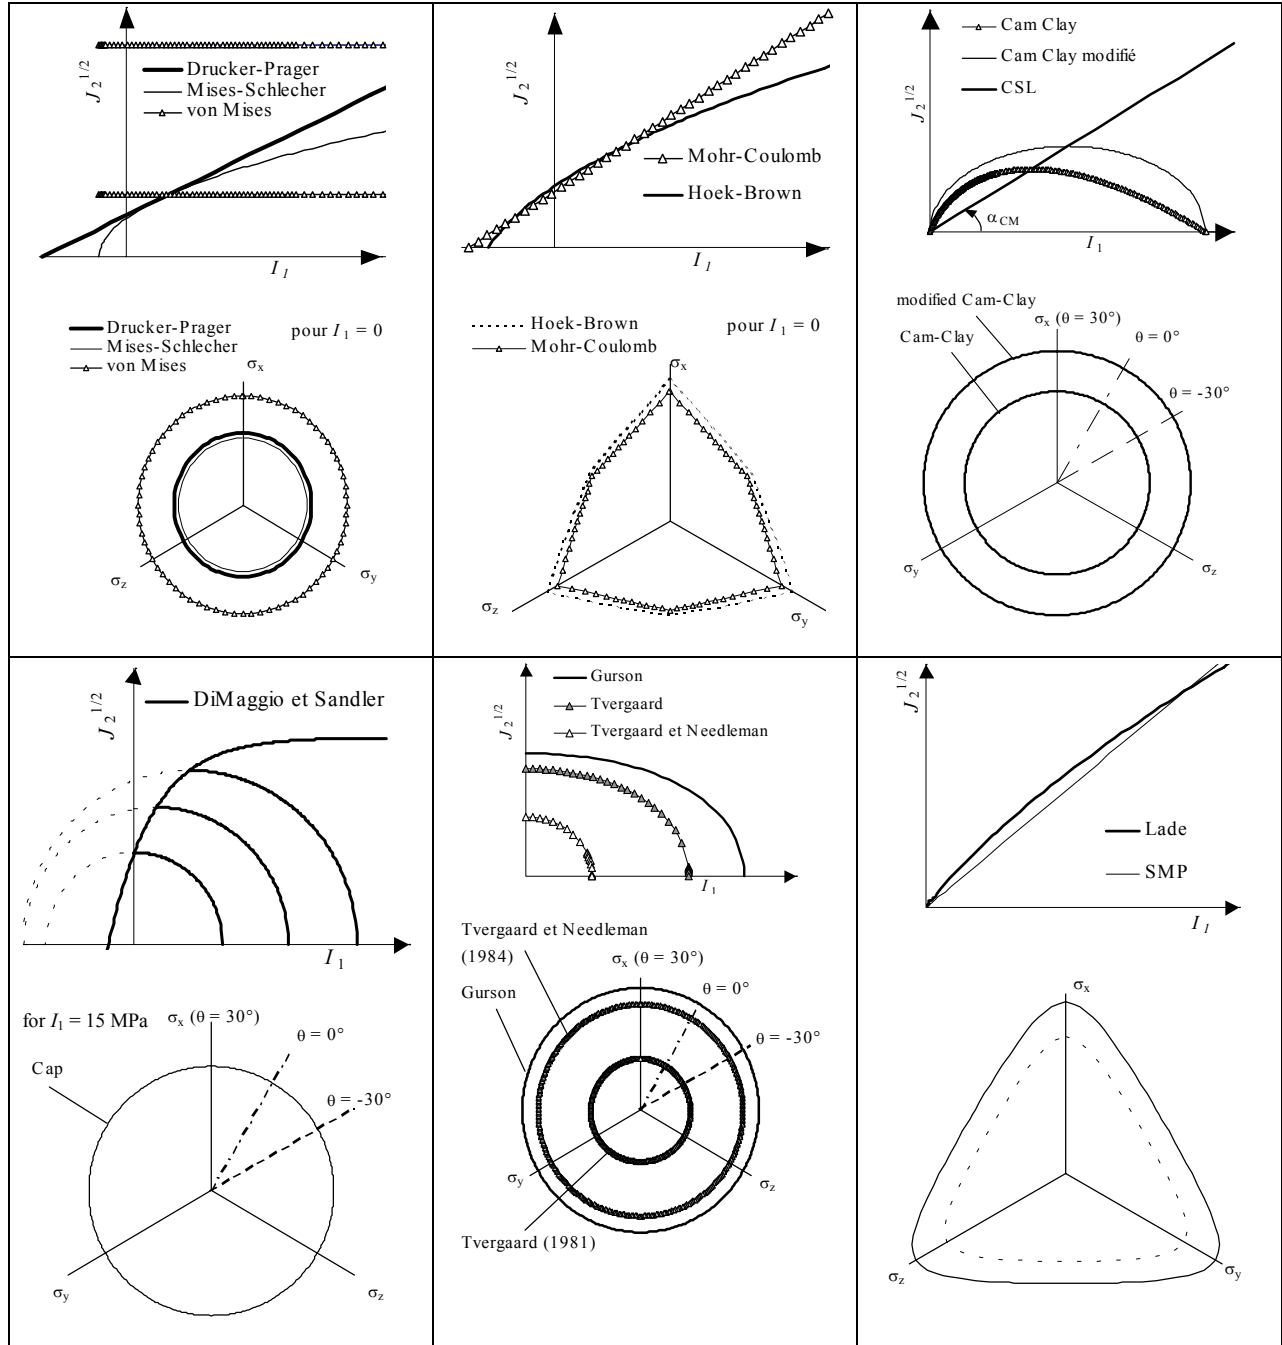 J₂^1/2
Drucker-Prager
Mises-Schlecher
von Mises
I₁
Drucker-Prager
Mises-Schlecher
von Mises
pour I₁ = 0
σx
σz
σy
J₂^1/2
Mohr-Coulomb
Hoek-Brown
I₁
Hoek-Brown
Mohr-Coulomb
pour I₁ = 0
σx
σz
σy
Cam Clay
Cam Clay modifié
CSL
J₂^1/2
αCM
I₁
modified Cam-Clay
Cam-Clay
σx (θ = 30°)
θ = 0°
θ = -30°
σy
σz
J₂^1/2
DiMaggio et Sandler
I₁
for I₁ = 15 MPa
σx (θ = 30°)
θ = 0°
Cap
θ = -30°
σy
σz
Gurson
Tvergaard
Tvergaard et Needleman
J₂^1/2
I₁
Tvergaard et Needleman
(1984)
σx (θ = 30°)
Gurson
θ = 0°
θ = -30°
σy
σz
Tvergaard (1981)
J₂^1/2
Lade
SMP
I₁
σx
σz
σy